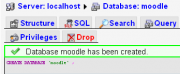 Server: localhost ▸ Database: moodle
Structure SQL Search Query
Privileges Drop
Database moodle has been created.
CREATE DATABASE `moodle` ;